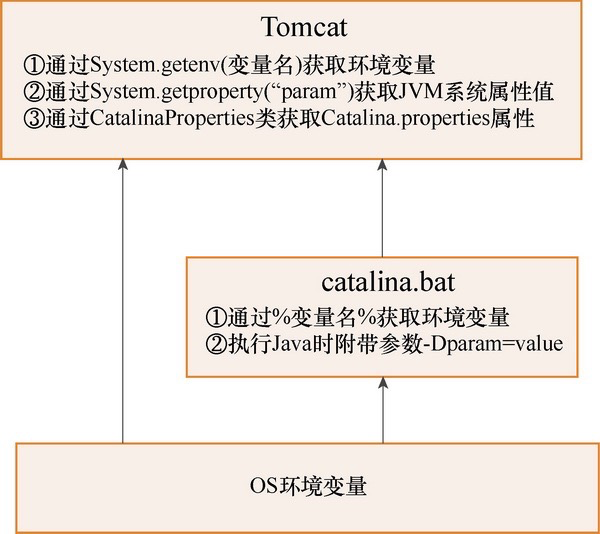 Tomcat
①通过System.getenv(变量名)获取环境变量
②通过System.getproperty(“param”)获取JVM系统属性值
③通过CatalinaProperties类获取Catalina.properties属性
catalina.bat
①通过%变量名%获取环境变量
②执行Java时附带参数-Dparam=value
OS环境变量